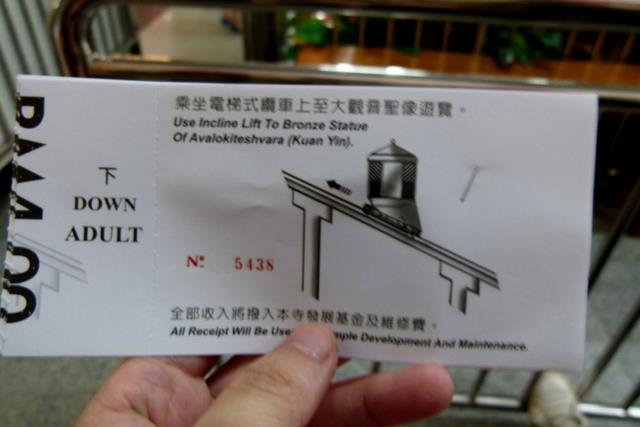 RM4.00
下
DOWN
ADULT
乘坐電梯式纜車上至大觀音聖像遊覽。
Use Incline Lift To Bronze Statue
Of Avalokiteshvara (Kuan Yin).
Nº 5438
全部收入將撥入本寺發展基金及維修費。
All Receipt Will Be Use mple Development And Maintenance.